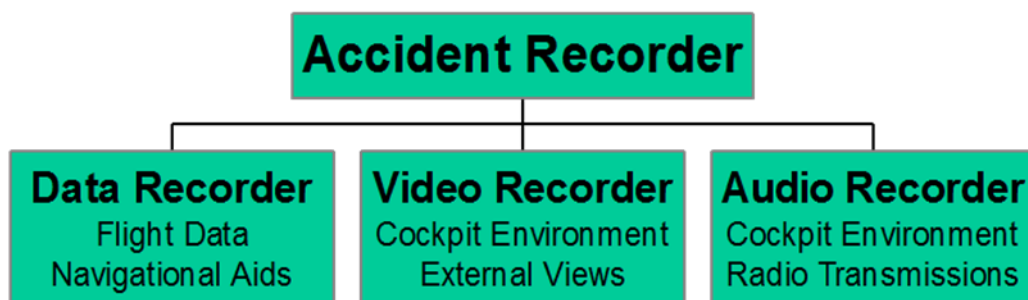 Accident Recorder
Data Recorder
Flight Data
Navigational Aids
Video Recorder
Cockpit Environment
External Views
Audio Recorder
Cockpit Environment
Radio Transmissions